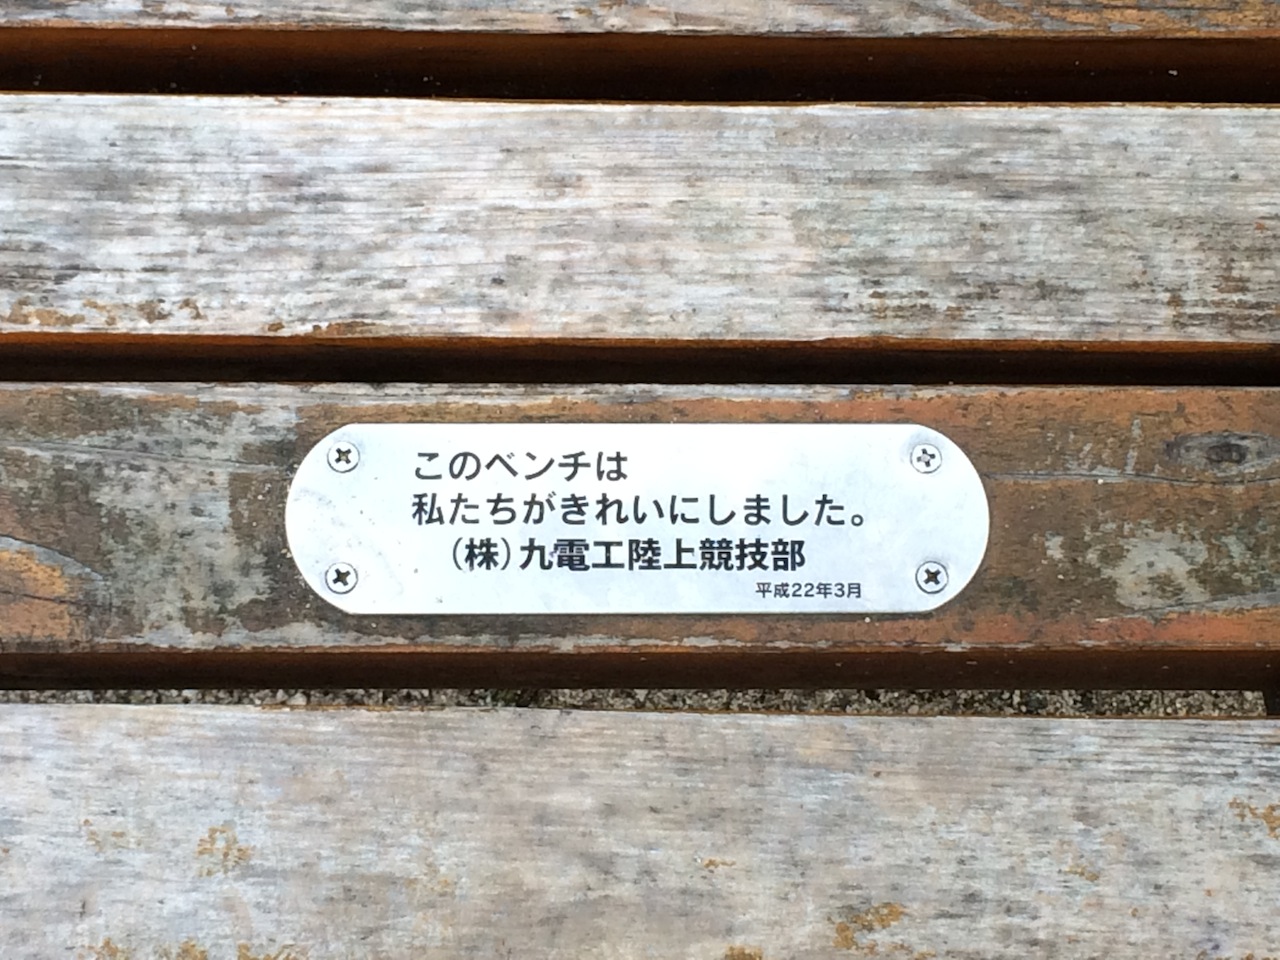 このベンチは
私たちがきれいにしました。
（株）九電工陸上競技部
平成22年3月